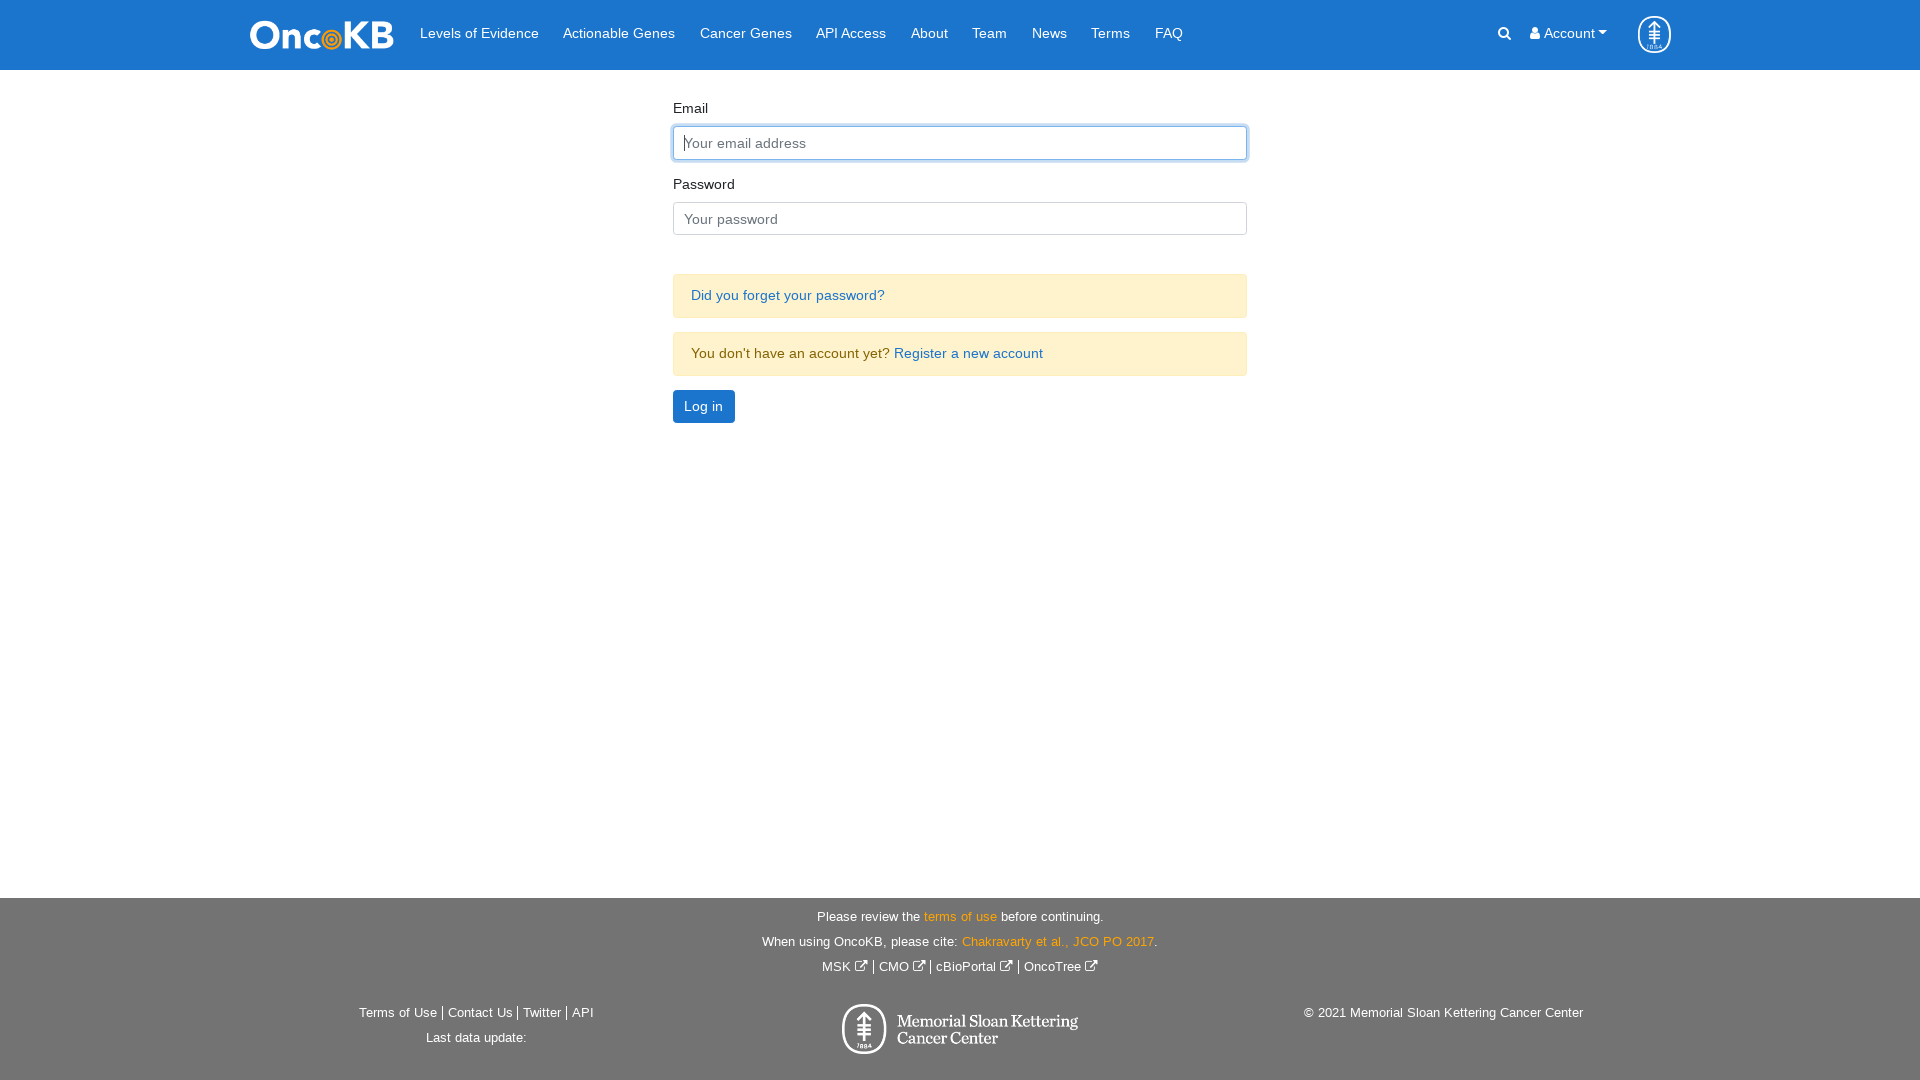 OncoKB
Levels of Evidence
Actionable Genes
Cancer Genes
API Access
About
Team
News
Terms
FAQ
Account
1884
Email
Your email address
Password
Your password
Did you forget your password?
You don't have an account yet? Register a new account
Log in
Please review the terms of use before continuing.
When using OncoKB, please cite: Chakravarty et al., JCO PO 2017.
MSK | CMO | cBioPortal | OncoTree
Terms of Use | Contact Us | Twitter | API
Last data update:
1884
Memorial Sloan Kettering
Cancer Center
© 2021 Memorial Sloan Kettering Cancer Center